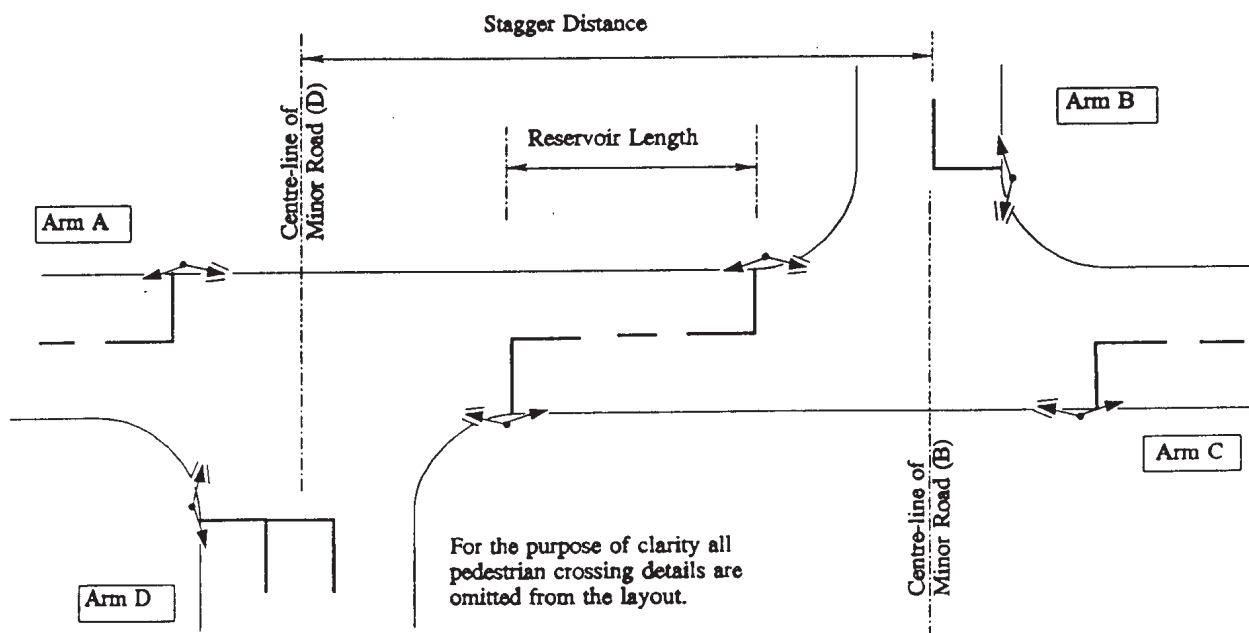 Stagger Distance
Centre-line of
Minor Road (D)
Reservoir Length
Arm B
Arm A
Arm C
Centre-line of
Minor Road (B)
For the purpose of clarity all
pedestrian crossing details are
omitted from the layout.
Arm D